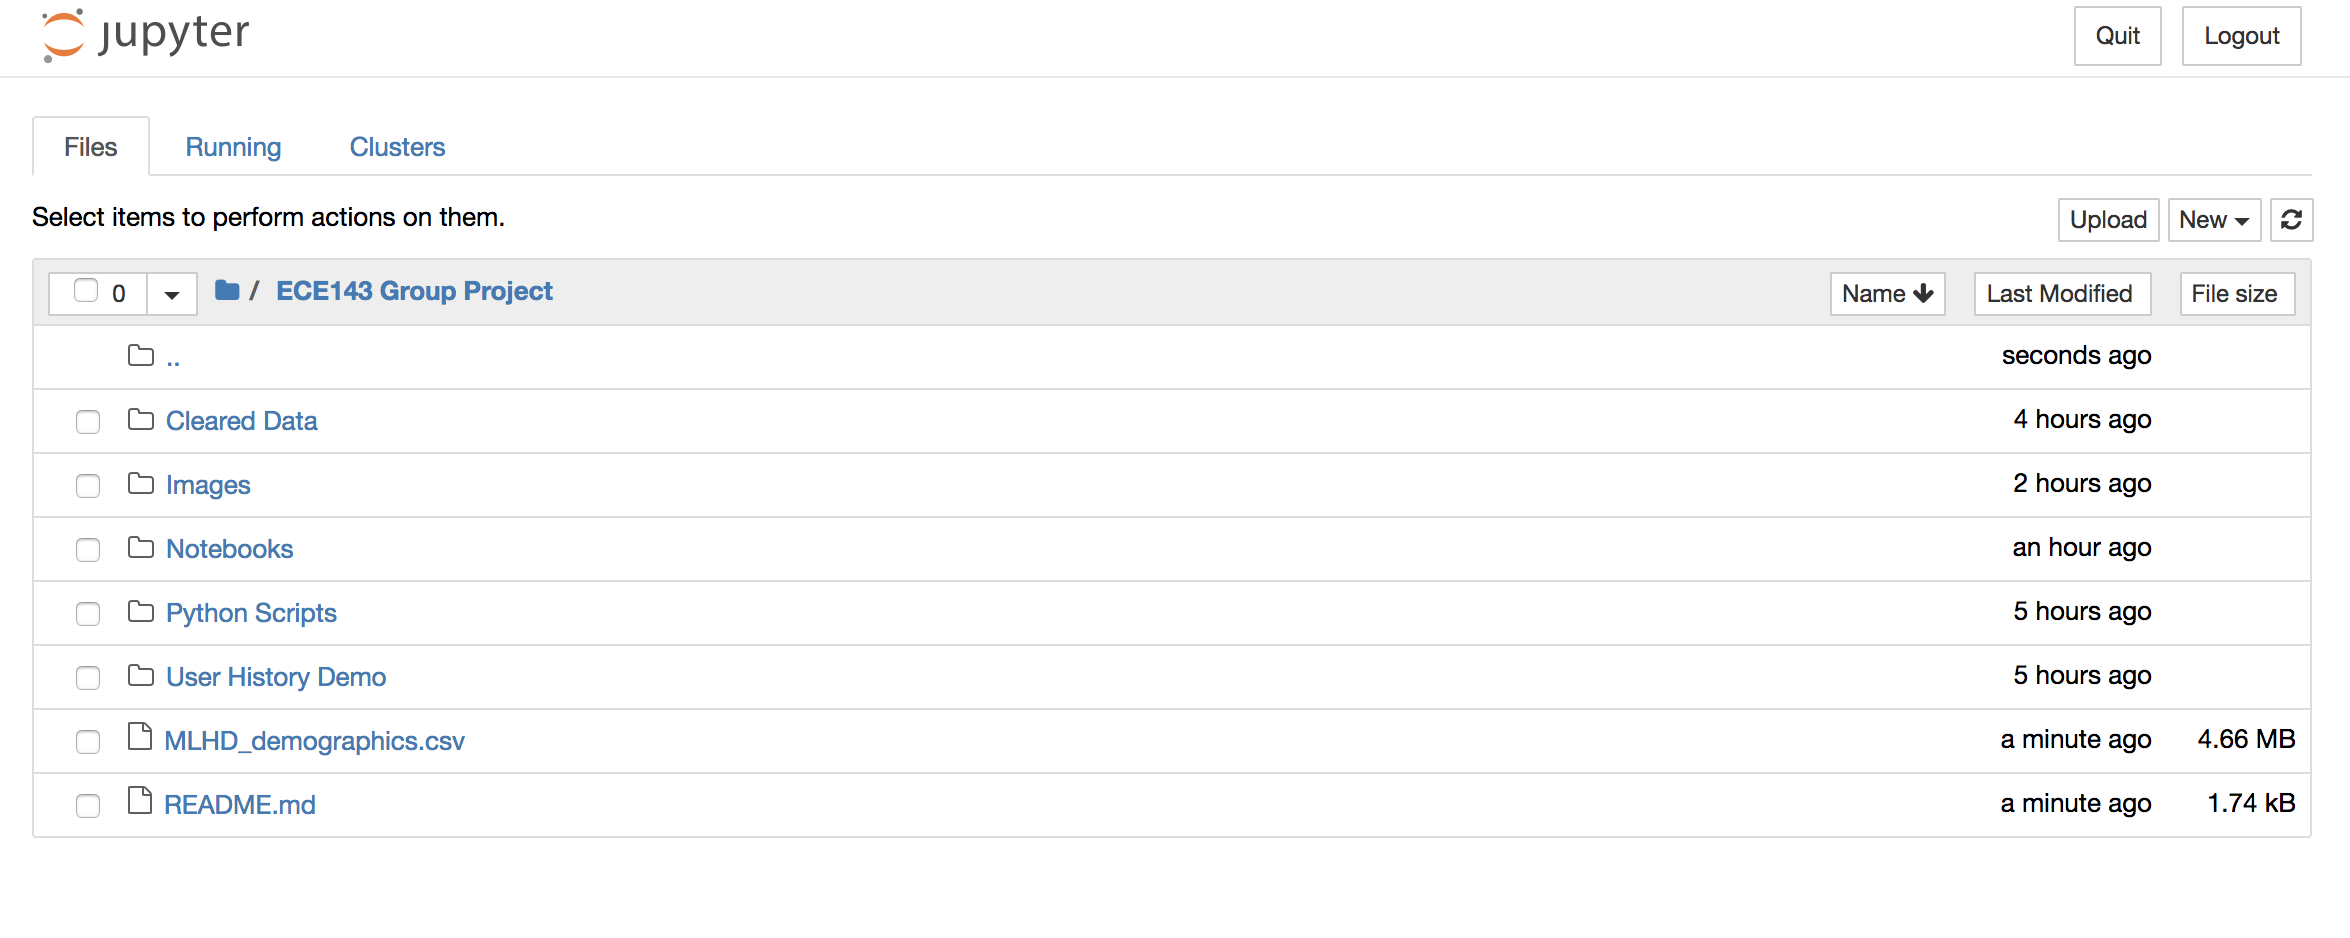 jupyter Quit Logout
Files Running Clusters
Select items to perform actions on them. Upload New
0 / ECE143 Group Project Name Last Modified File size
.. seconds ago
Cleared Data 4 hours ago
Images 2 hours ago
Notebooks an hour ago
Python Scripts 5 hours ago
User History Demo 5 hours ago
MLHD_demographics.csv a minute ago 4.66 MB
README.md a minute ago 1.74 kB